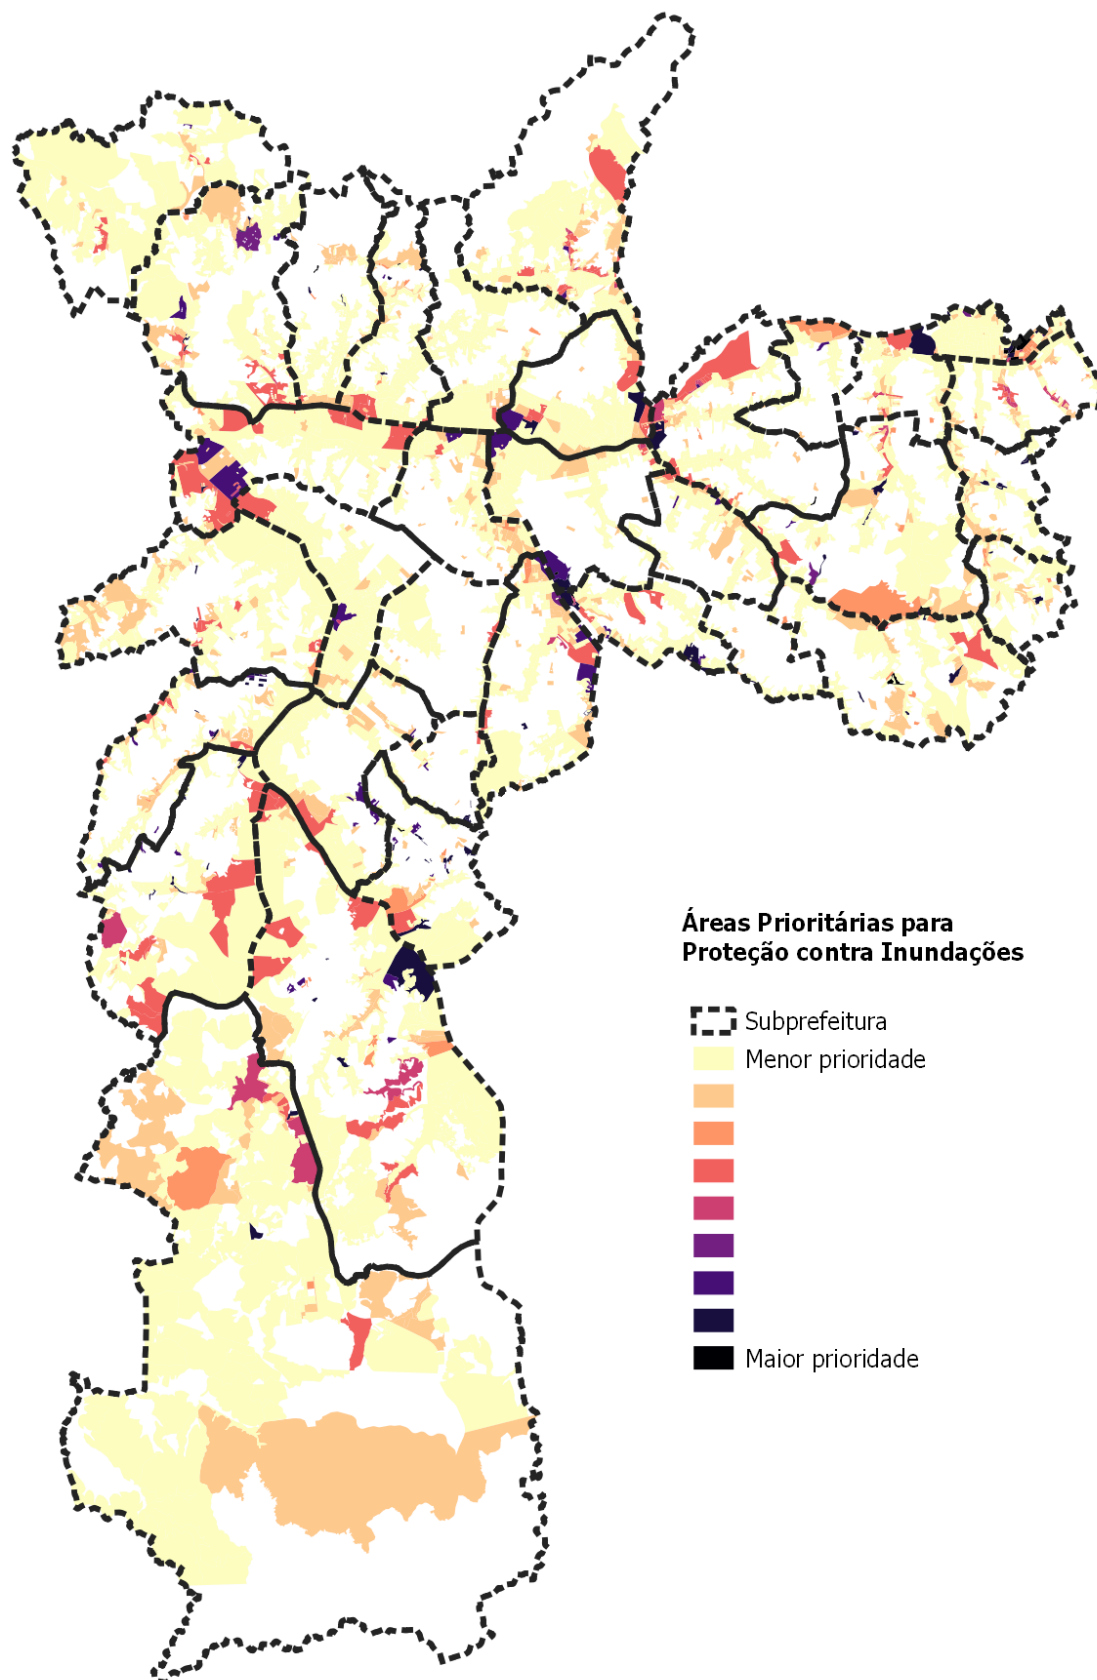 Áreas Prioritárias para
Proteção contra Inundações
Subprefeitura
Menor prioridade
Maior prioridade